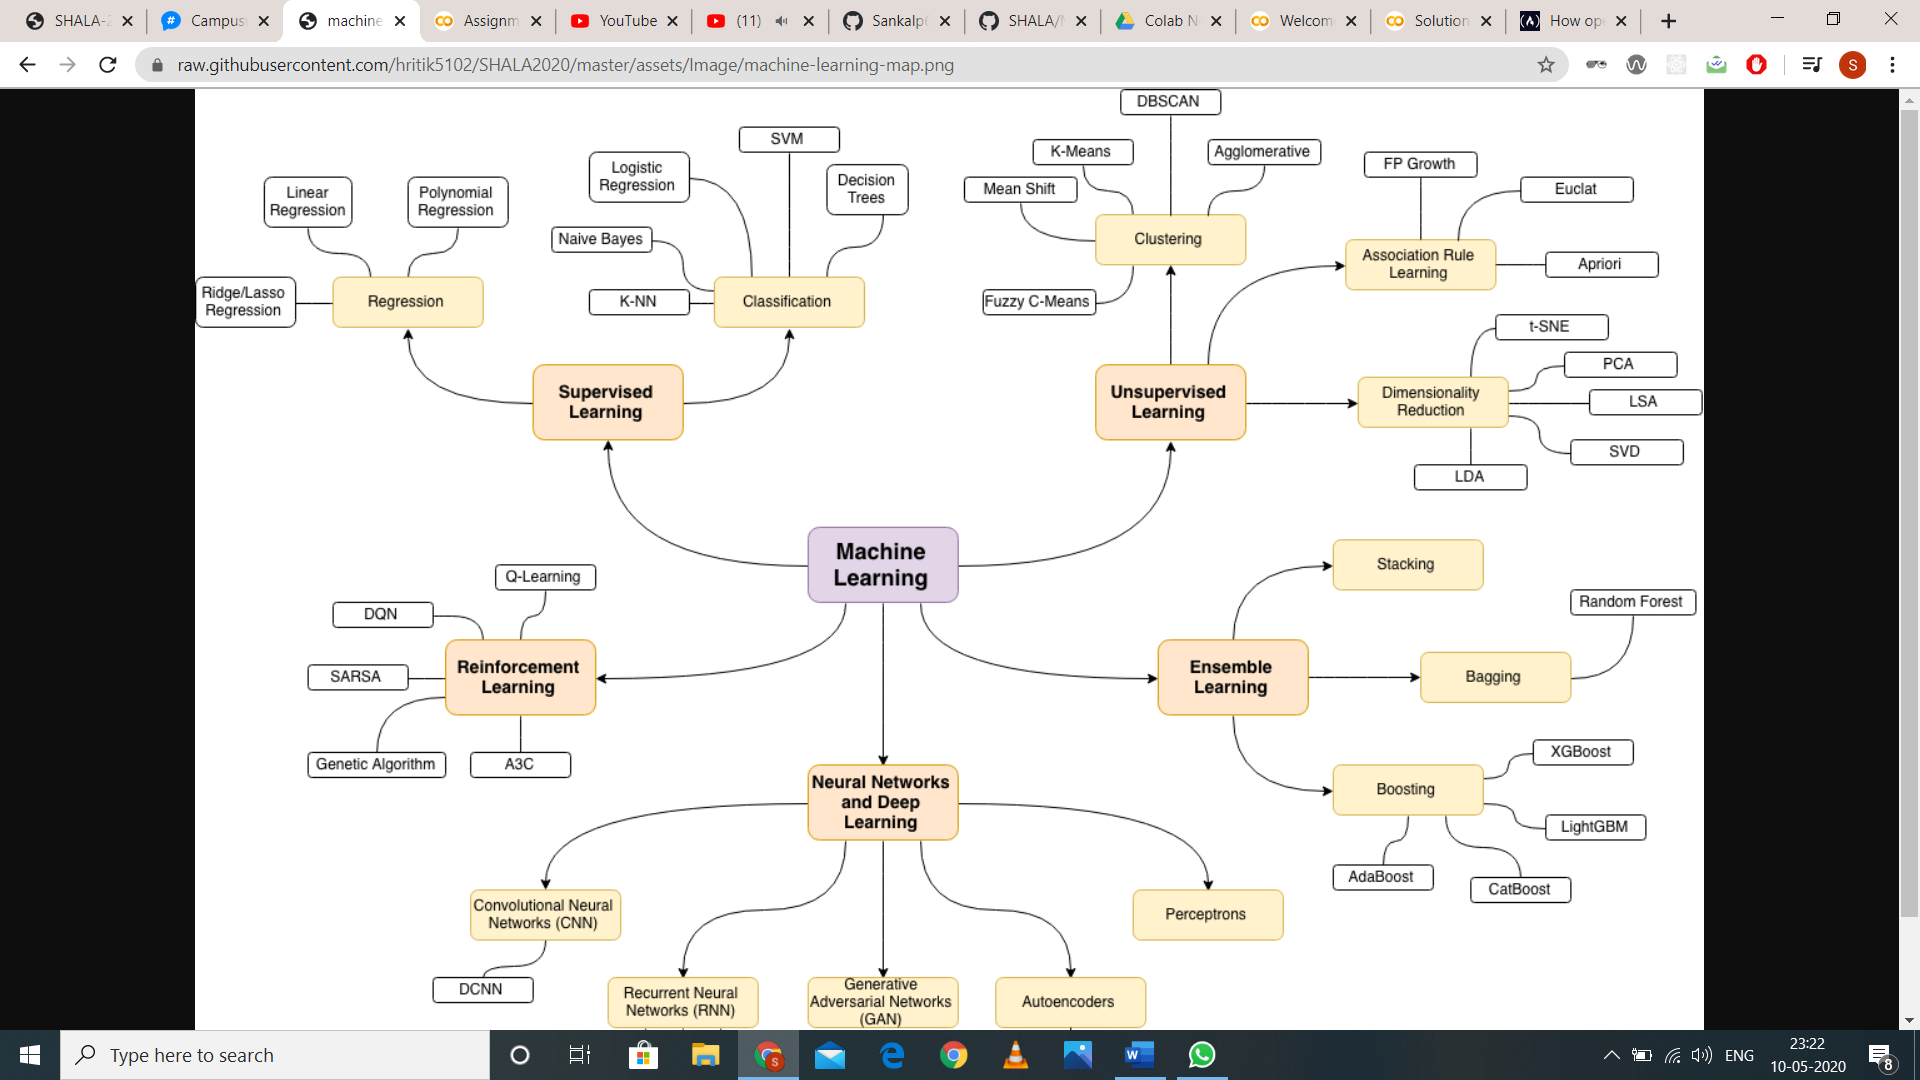 SHALA-2
Campus
machine
Assignm
YouTube
(11)
Sankalp
SHALA/
Colab N
Welcom
Solution
How op
raw.githubusercontent.com/hritik5102/SHALA2020/master/assets/Image/machine-learning-map.png
S
DBSCAN
SVM
K-Means
Agglomerative
Logistic
Regression
FP Growth
Decision
Trees
Linear
Regression
Polynomial
Regression
Mean Shift
Euclat
Naive Bayes
Clustering
Association Rule
Learning
Apriori
Ridge/Lasso
Regression
Regression
K-NN
Classification
Fuzzy C-Means
t-SNE
PCA
Supervised
Learning
Unsupervised
Learning
Dimensionality
Reduction
LSA
SVD
LDA
Machine
Learning
Stacking
Q-Learning
Random Forest
DQN
Reinforcement
Learning
SARSA
Ensemble
Learning
Bagging
Genetic Algorithm
A3C
XGBoost
Neural Networks
and Deep
Learning
Boosting
LightGBM
AdaBoost
CatBoost
Convolutional Neural
Networks (CNN)
Perceptrons
DCNN
Recurrent Neural
Networks (RNN)
Generative
Adversarial Networks
(GAN)
Autoencoders
Type here to search
ENG
23:22
10-05-2020
8